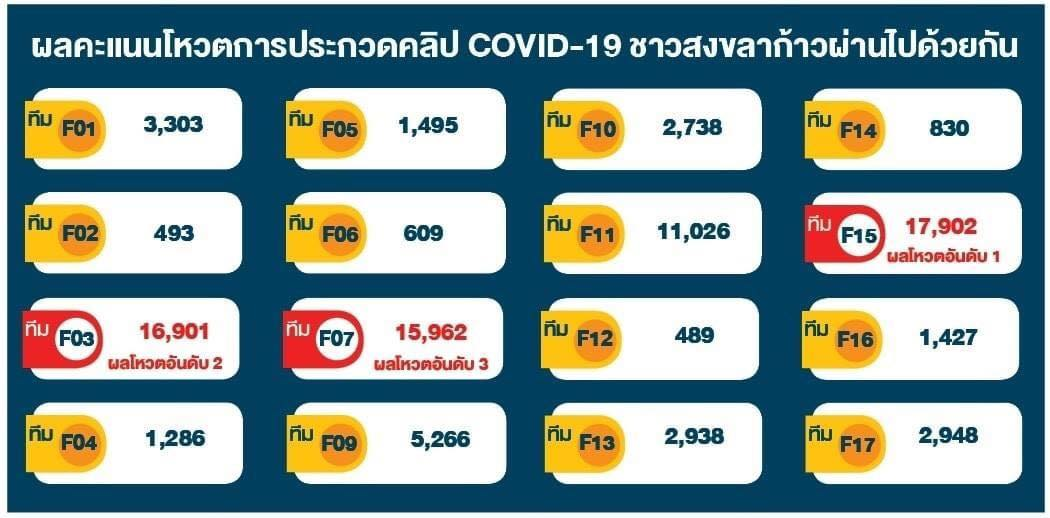 ผลคะแนนโหวตการประกวดคลิป COVID-19 ชาวสงขลาก้าวผ่านไปด้วยกัน
ทีม F01 3,303
ทีม F05 1,495
ทีม F10 2,738
ทีม F14 830
ทีม F02 493
ทีม F06 609
ทีม F11 11,026
ทีม F15 17,902
ผลโหวตอันดับ 1
ทีม F03 16,901
ผลโหวตอันดับ 2
ทีม F07 15,962
ผลโหวตอันดับ 3
ทีม F12 489
ทีม F16 1,427
ทีม F04 1,286
ทีม F09 5,266
ทีม F13 2,938
ทีม F17 2,948